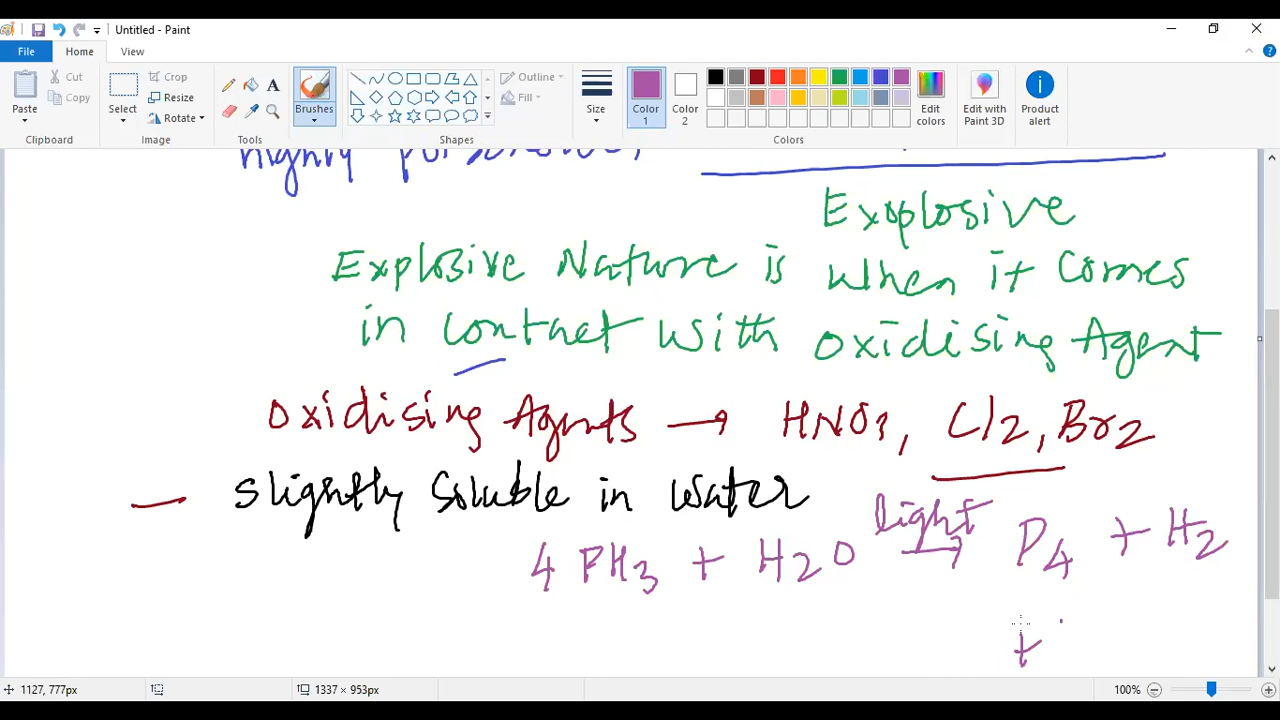 Untitled - Paint
File Home View
Paste Cut Copy Select Crop Resize Rotate Brushes Outline Fill Size Color 1 Color 2 Edit colors Edit with Paint 3D Product alert
Clipboard Image Tools Shapes Colors
highly
Exoplosive
Explosive Nature is when it comes
in contact with oxidising Agent
oxidising Agents → HNO3, Cl2, Br2
— slightly soluble in water
light
4 PH3 + H2O → P4 + H2
+
1127, 777px 1337 × 953px 100%